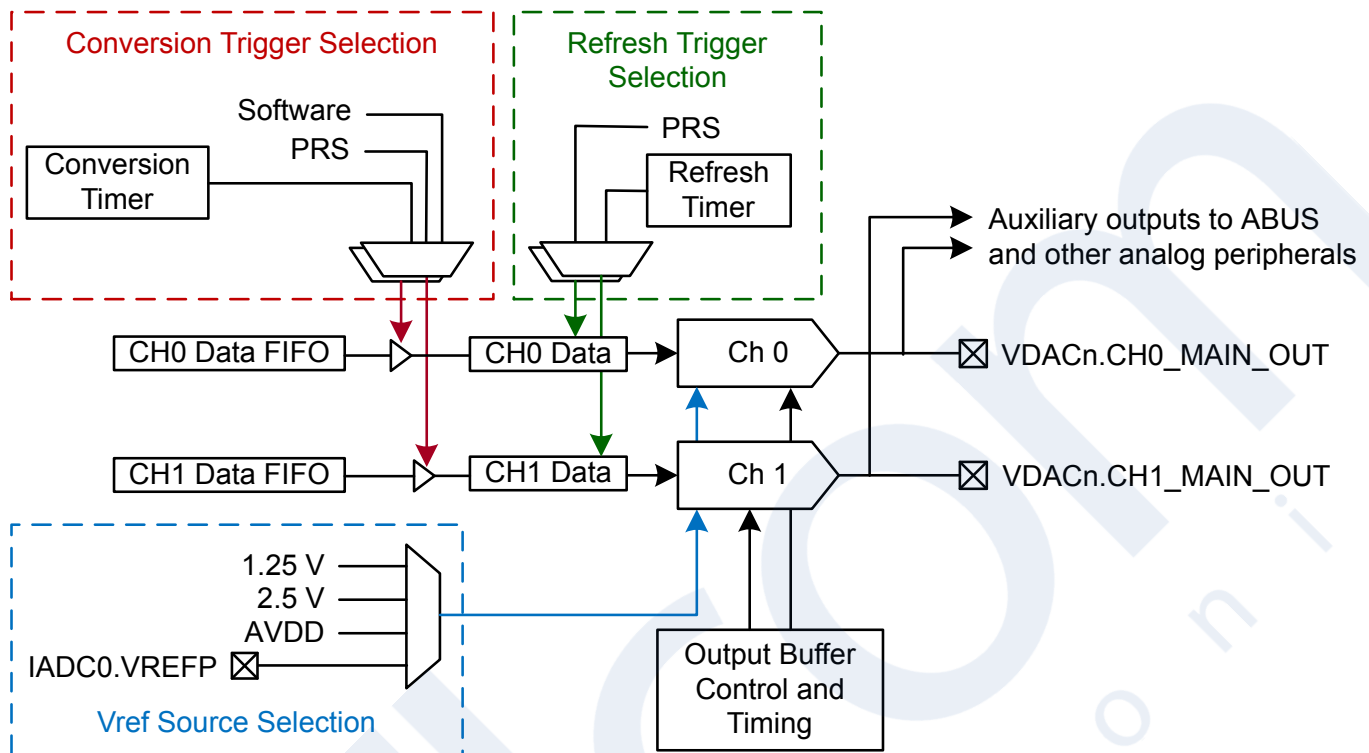 Conversion Trigger Selection
Refresh Trigger
Selection
Software
PRS
Conversion
Timer
PRS
Refresh
Timer
Auxiliary outputs to ABUS
and other analog peripherals
CH0 Data FIFO
CH0 Data
Ch 0
VDACn.CH0_MAIN_OUT
CH1 Data FIFO
CH1 Data
Ch 1
VDACn.CH1_MAIN_OUT
1.25 V
2.5 V
AVDD
IADC0.VREFP
Vref Source Selection
Output Buffer
Control and
Timing